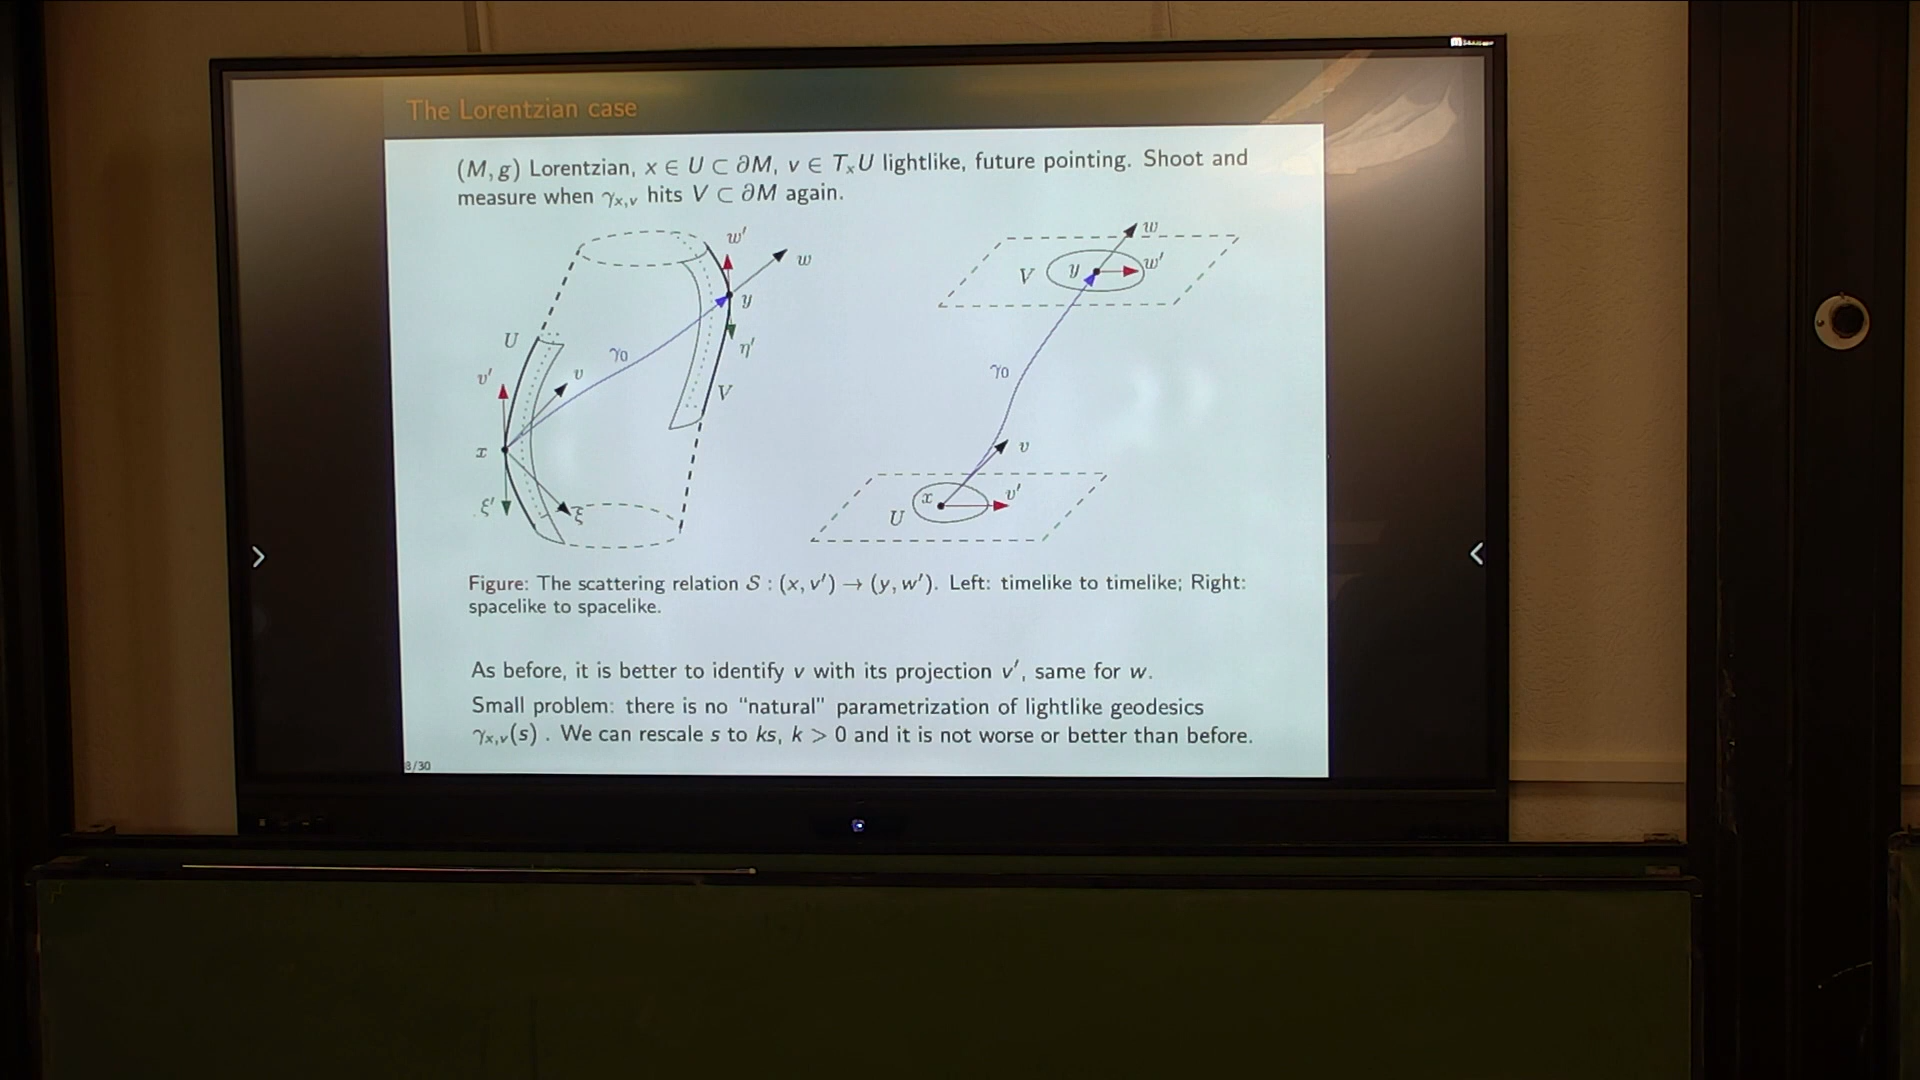 The Lorentzian case
(M, g) Lorentzian, x ∈ U ⊂ ∂M, v ∈ TₓU lightlike, future pointing. Shoot and
measure when γₓ,ᵥ hits V ⊂ ∂M again.
w′
w
y
U
γ₀
η′
v′
v
V
x
ξ′
ξ
w
V
y
w′
γ₀
v
x
v′
U
Figure: The scattering relation S : (x, v′) → (y, w′). Left: timelike to timelike; Right:
spacelike to spacelike.
As before, it is better to identify v with its projection v′, same for w.
Small problem: there is no "natural" parametrization of lightlike geodesics
γₓ,ᵥ(s) . We can rescale s to ks, k > 0 and it is not worse or better than before.
8/30